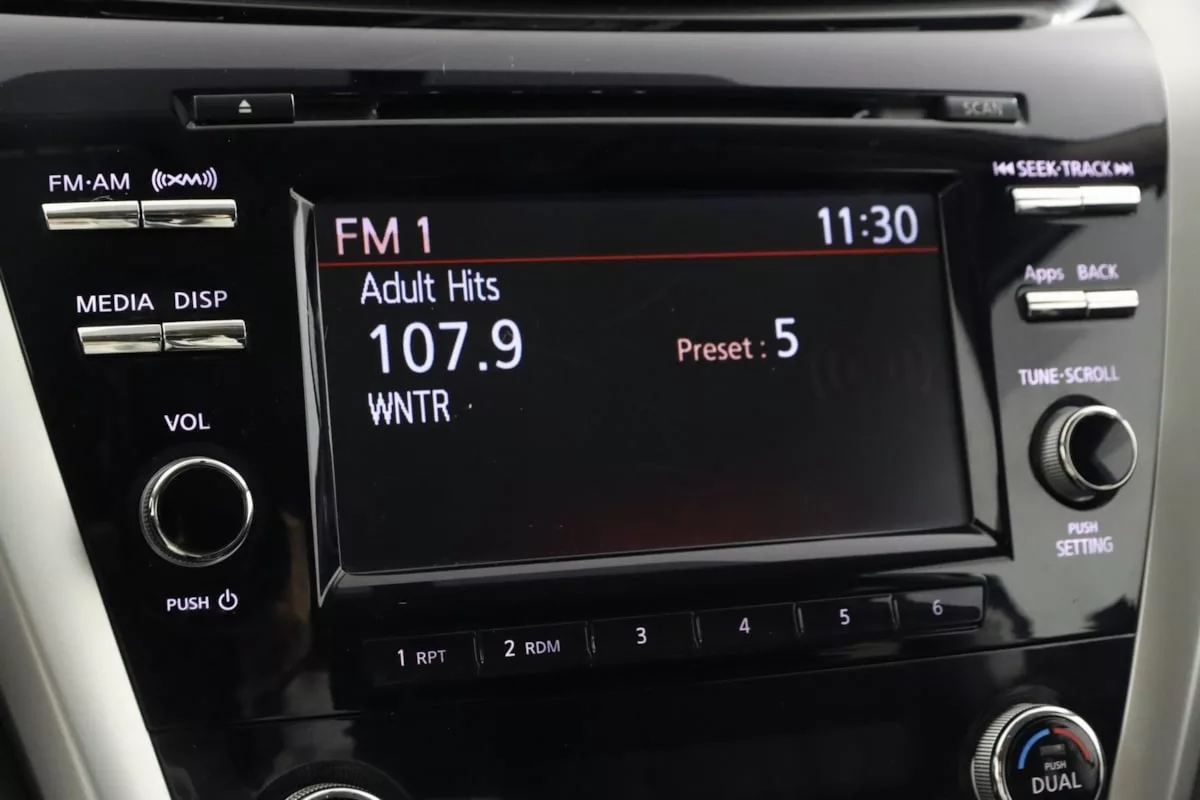 SCAN
FM·AM (((XM)))
SEEK·TRACK
FM 1 11:30
Adult Hits
MEDIA DISP
Apps BACK
107.9 Preset : 5
TUNE·SCROLL
WNTR
VOL
PUSH
SETTING
PUSH
1 RPT 2 RDM 3 4 5 6
PUSH
DUAL